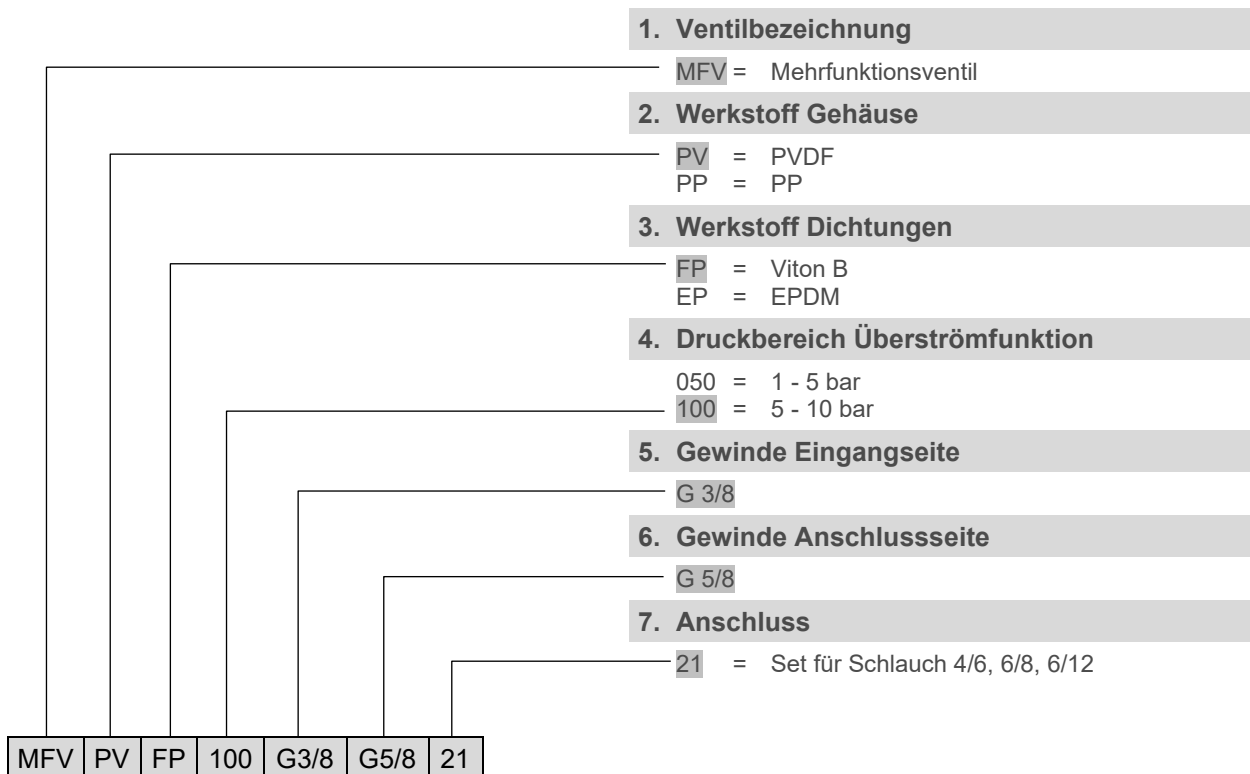 1. Ventilbezeichnung
MFV = Mehrfunktionsventil
2. Werkstoff Gehäuse
PV = PVDF
PP = PP
3. Werkstoff Dichtungen
FP = Viton B
EP = EPDM
4. Druckbereich Überströmfunktion
050 = 1 - 5 bar
100 = 5 - 10 bar
5. Gewinde Eingangseite
G 3/8
6. Gewinde Anschlussseite
G 5/8
7. Anschluss
21 = Set für Schlauch 4/6, 6/8, 6/12
MFV PV FP 100 G3/8 G5/8 21